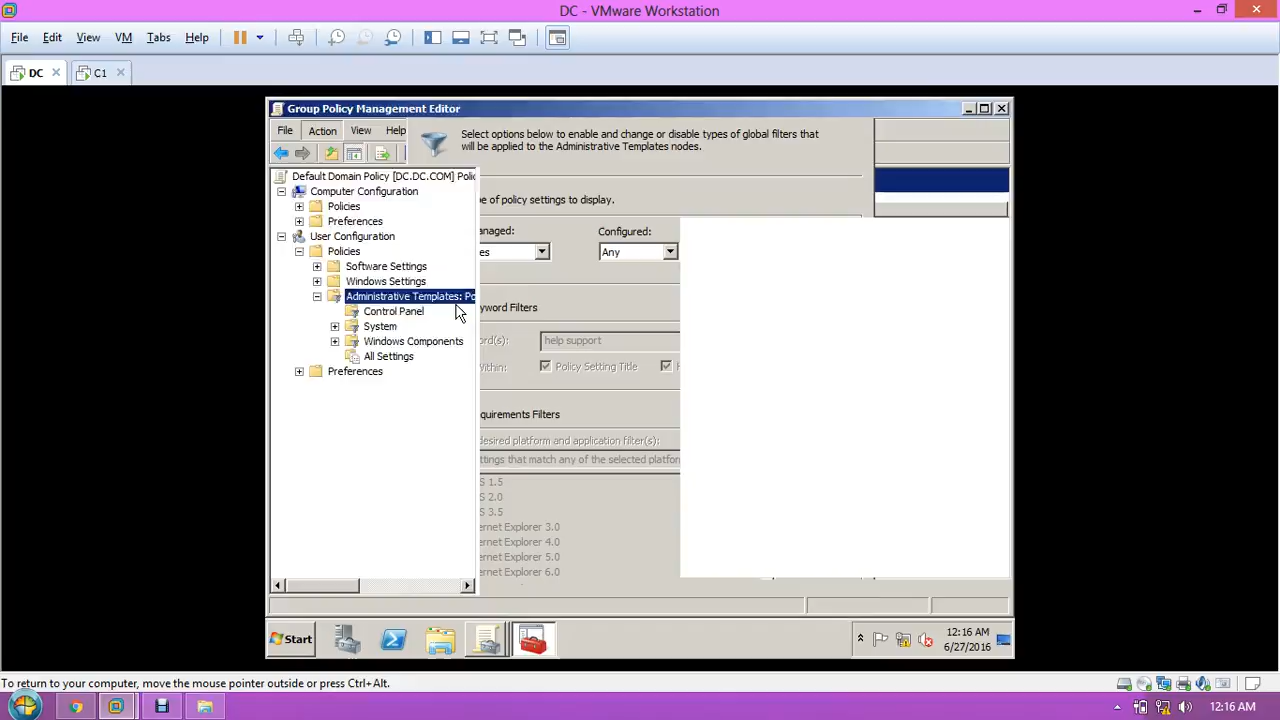 DC - VMware Workstation
File Edit View VM Tabs Help
DC C1
Group Policy Management Editor
File Action View Help
Select options below to enable and change or disable types of global filters that
will be applied to the Administrative Templates nodes.
Default Domain Policy [DC.DC.COM] Polic
Computer Configuration
Policies
pe of policy settings to display.
Preferences
User Configuration
anaged: Configured:
Policies
es Any
Software Settings
Windows Settings
Administrative Templates: Po
yword Filters
Control Panel
System
ord(s): help support
Windows Components
All Settings
Within: Policy Setting Title
Preferences
quirements Filters
desired platform and application filter(s):
ttings that match any of the selected platfor
S 1.5
S 2.0
S 3.5
ernet Explorer 3.0
ernet Explorer 4.0
ernet Explorer 5.0
ernet Explorer 6.0
Start
12:16 AM
6/27/2016
To return to your computer, move the mouse pointer outside or press Ctrl+Alt.
12:16 AM